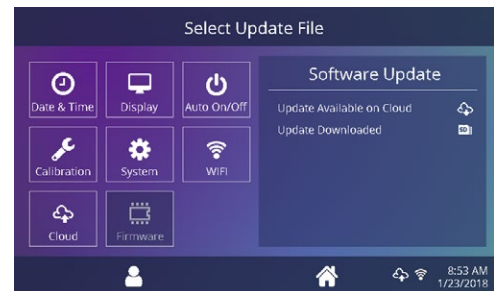 Select Update File
Date & Time
Display
Auto On/Off
Calibration
System
WIFI
Cloud
Firmware
Software Update
Update Available on Cloud
Update Downloaded
SD
8:53 AM
1/23/2018